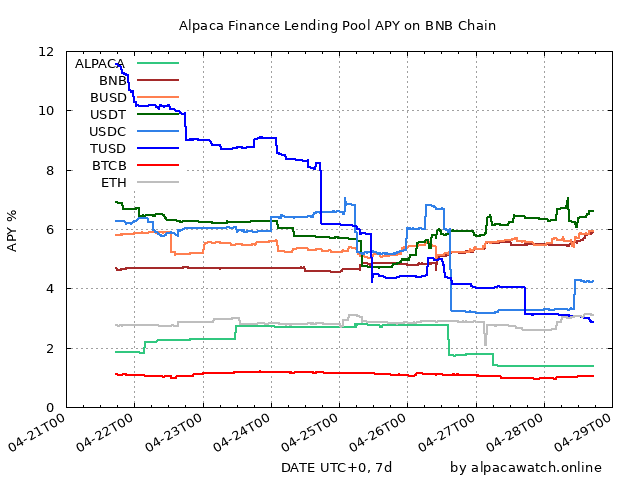 Alpaca Finance Lending Pool APY on BNB Chain
12
10
8
6
4
2
0
APY %
ALPACA
BNB
BUSD
USDT
USDC
TUSD
BTCB
ETH
04-21T00
04-22T00
04-23T00
04-24T00
04-25T00
04-26T00
04-27T00
04-28T00
04-29T00
DATE UTC+0, 7d
by alpacawatch.online